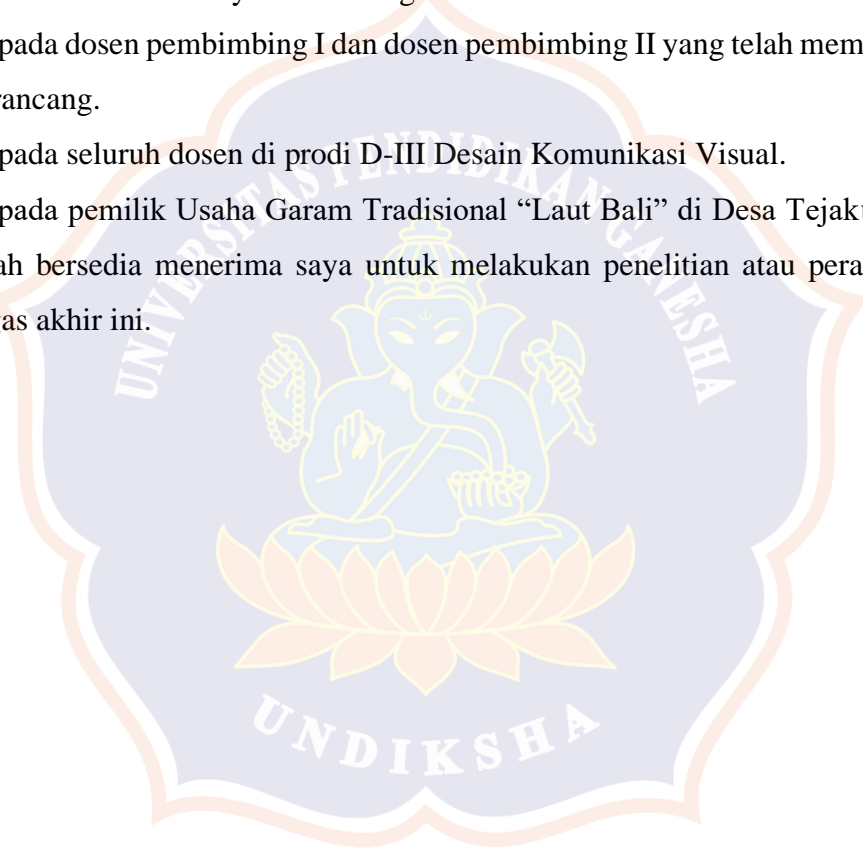 pada dosen pembimbing I dan dosen pembimbing II yang telah mem
rancang.
pada seluruh dosen di prodi D-III Desain Komunikasi Visual.
pada pemilik Usaha Garam Tradisional “Laut Bali” di Desa Tejak
ah bersedia menerima saya untuk melakukan penelitian atau pera
gas akhir ini.
UNIVERSITAS PENDIDIKAN GANESHA
UNDIKSHA